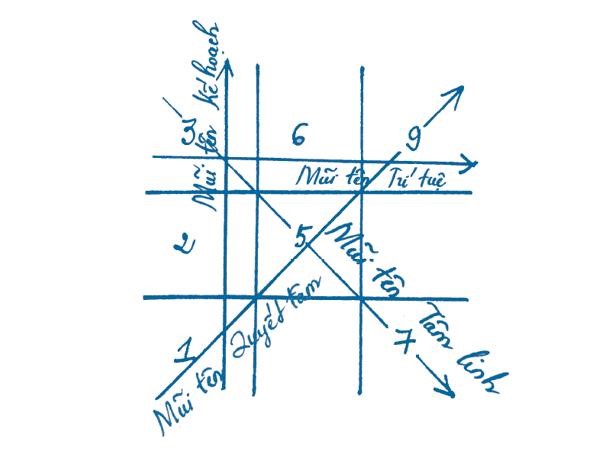 Mũi tên Kế hoạch
3
6
9
Mũi tên Trí tuệ
2
5
Mũi tên Tâm linh
1
7
Mũi tên Quyết tâm